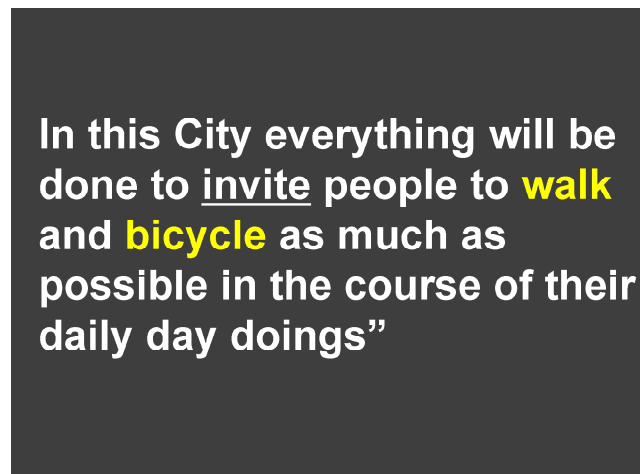 In this City everything will be
done to invite people to walk
and bicycle as much as
possible in the course of their
daily day doings”